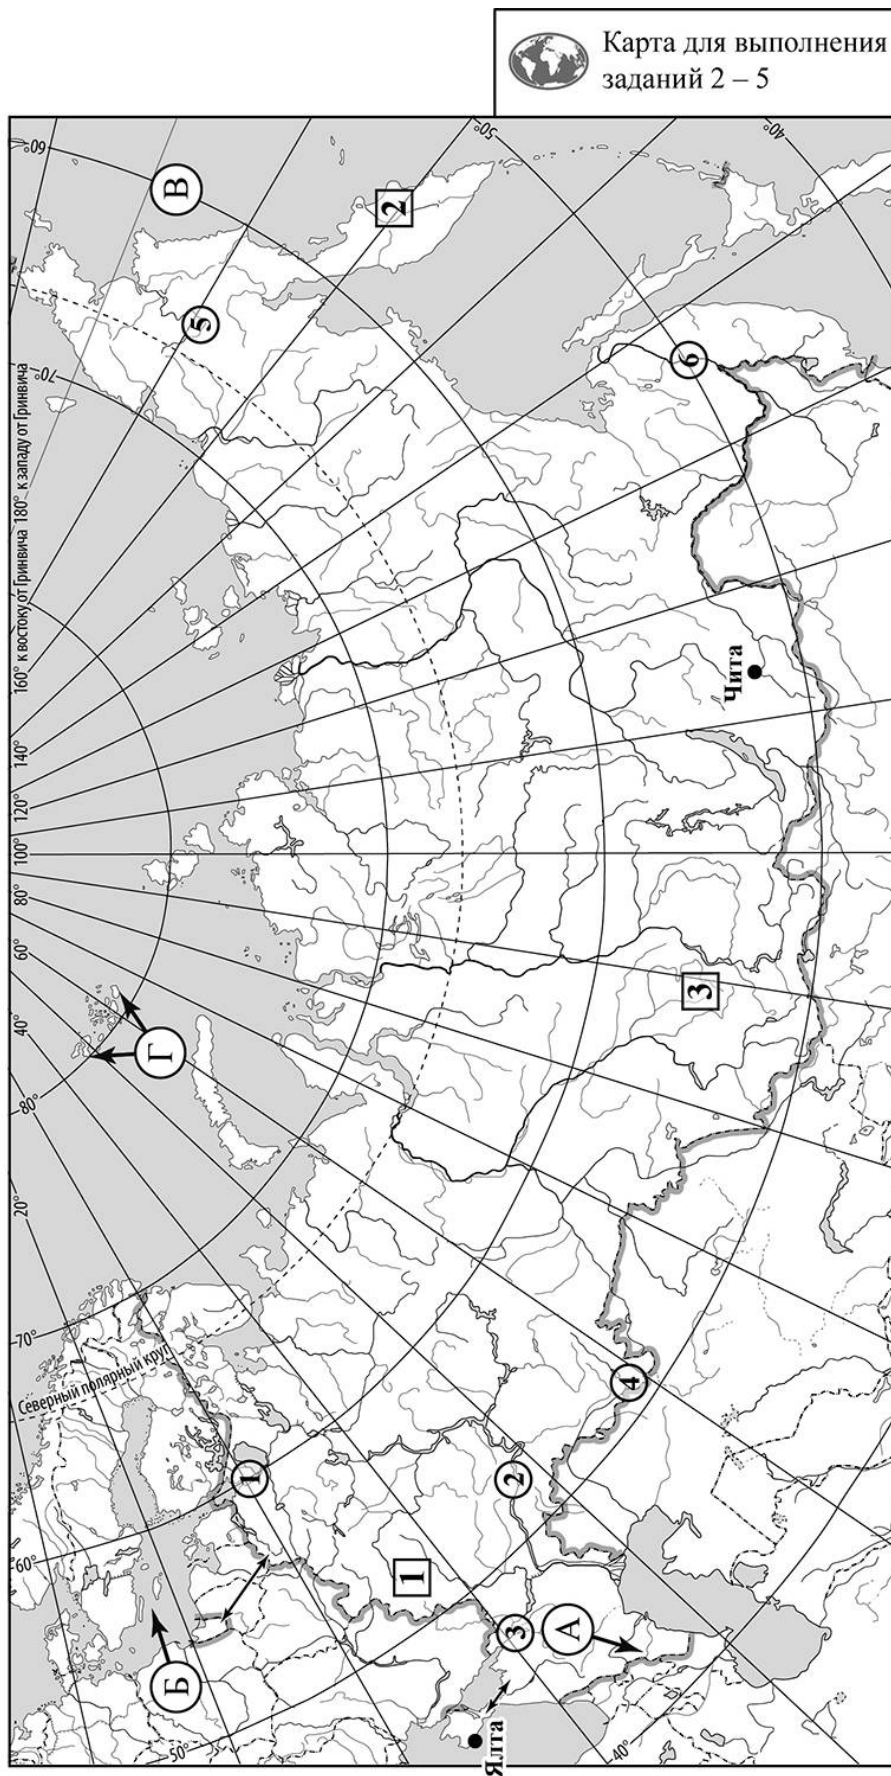 Карта для выполнения
заданий 2 – 5
60°
50°
40°
В
2
5
70°
160° к востоку от Гринвича 180° к западу от Гринвича
140°
120°
100°
80°
60°
40°
20°
80°
6
Чита
Г
3
70°
Северный полярный круг
4
1
2
60°
1
3
А
Б
50°
Ялта
40°